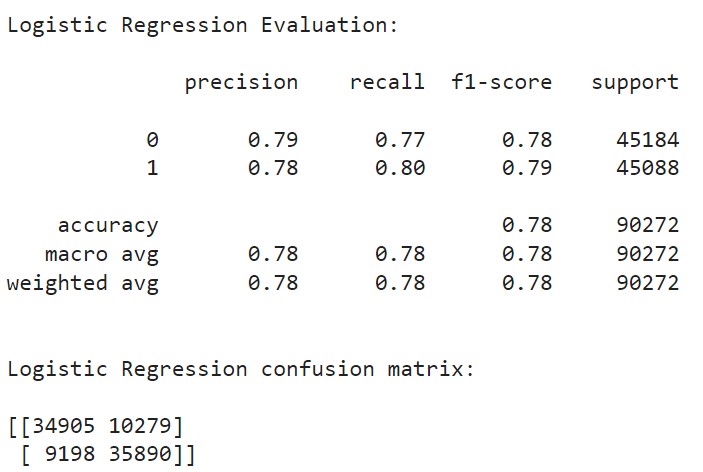 Logistic Regression Evaluation:
precision recall f1-score support
0 0.79 0.77 0.78 45184
1 0.78 0.80 0.79 45088
accuracy 0.78 90272
macro avg 0.78 0.78 0.78 90272
weighted avg 0.78 0.78 0.78 90272
Logistic Regression confusion matrix:
[[34905 10279]
[ 9198 35890]]